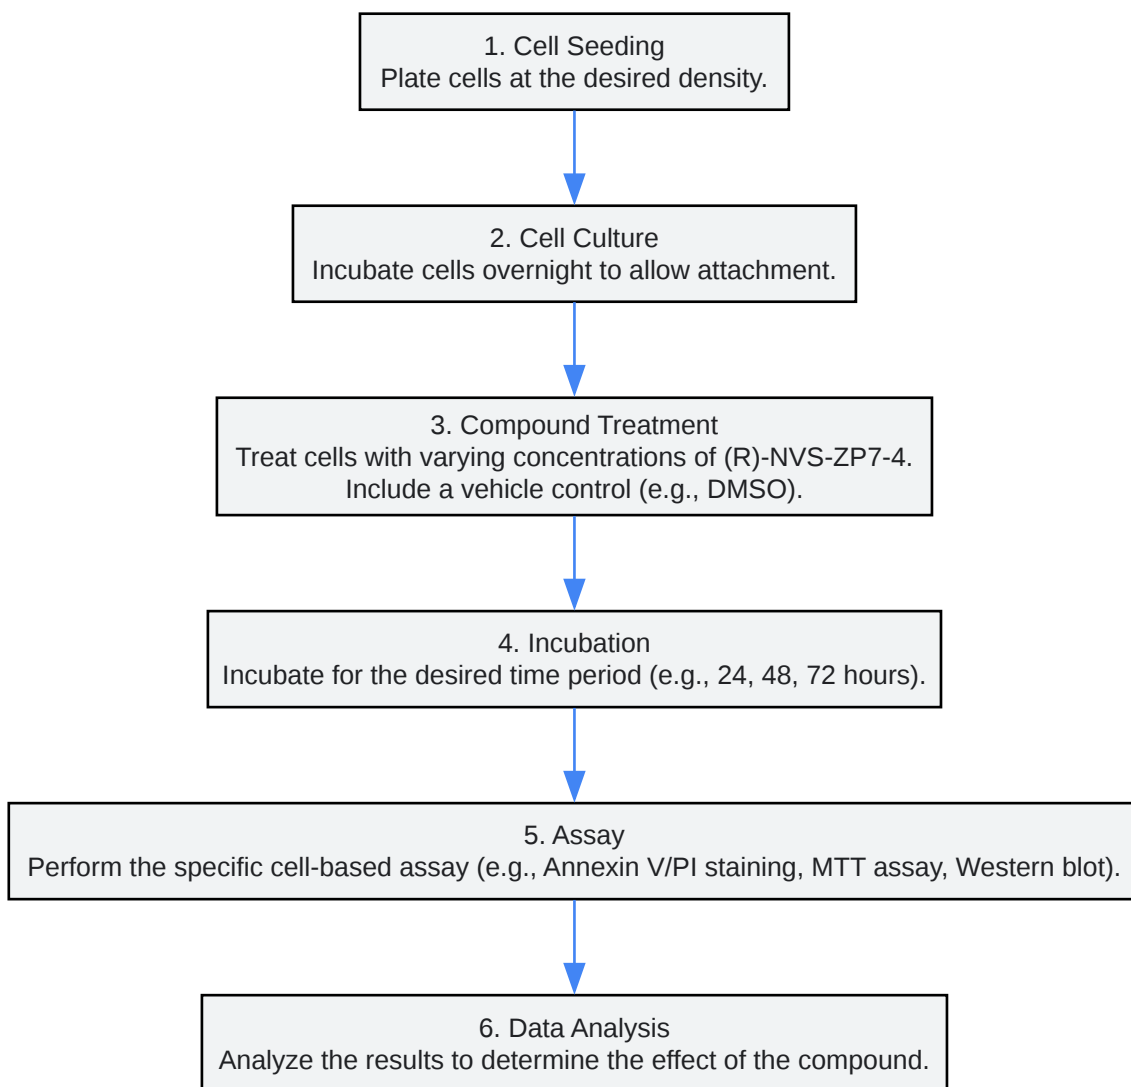 1. Cell Seeding
Plate cells at the desired density.
2. Cell Culture
Incubate cells overnight to allow attachment.
3. Compound Treatment
Treat cells with varying concentrations of (R)-NVS-ZP7-4.
Include a vehicle control (e.g., DMSO).
4. Incubation
Incubate for the desired time period (e.g., 24, 48, 72 hours).
5. Assay
Perform the specific cell-based assay (e.g., Annexin V/PI staining, MTT assay, Western blot).
6. Data Analysis
Analyze the results to determine the effect of the compound.